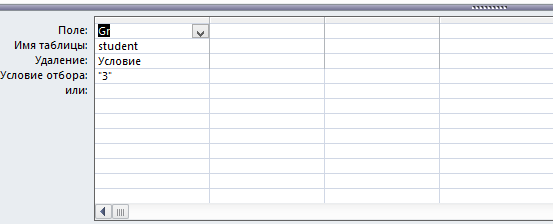 Поле: Gr
Имя таблицы: student
Удаление: Условие
Условие отбора: "3"
или: